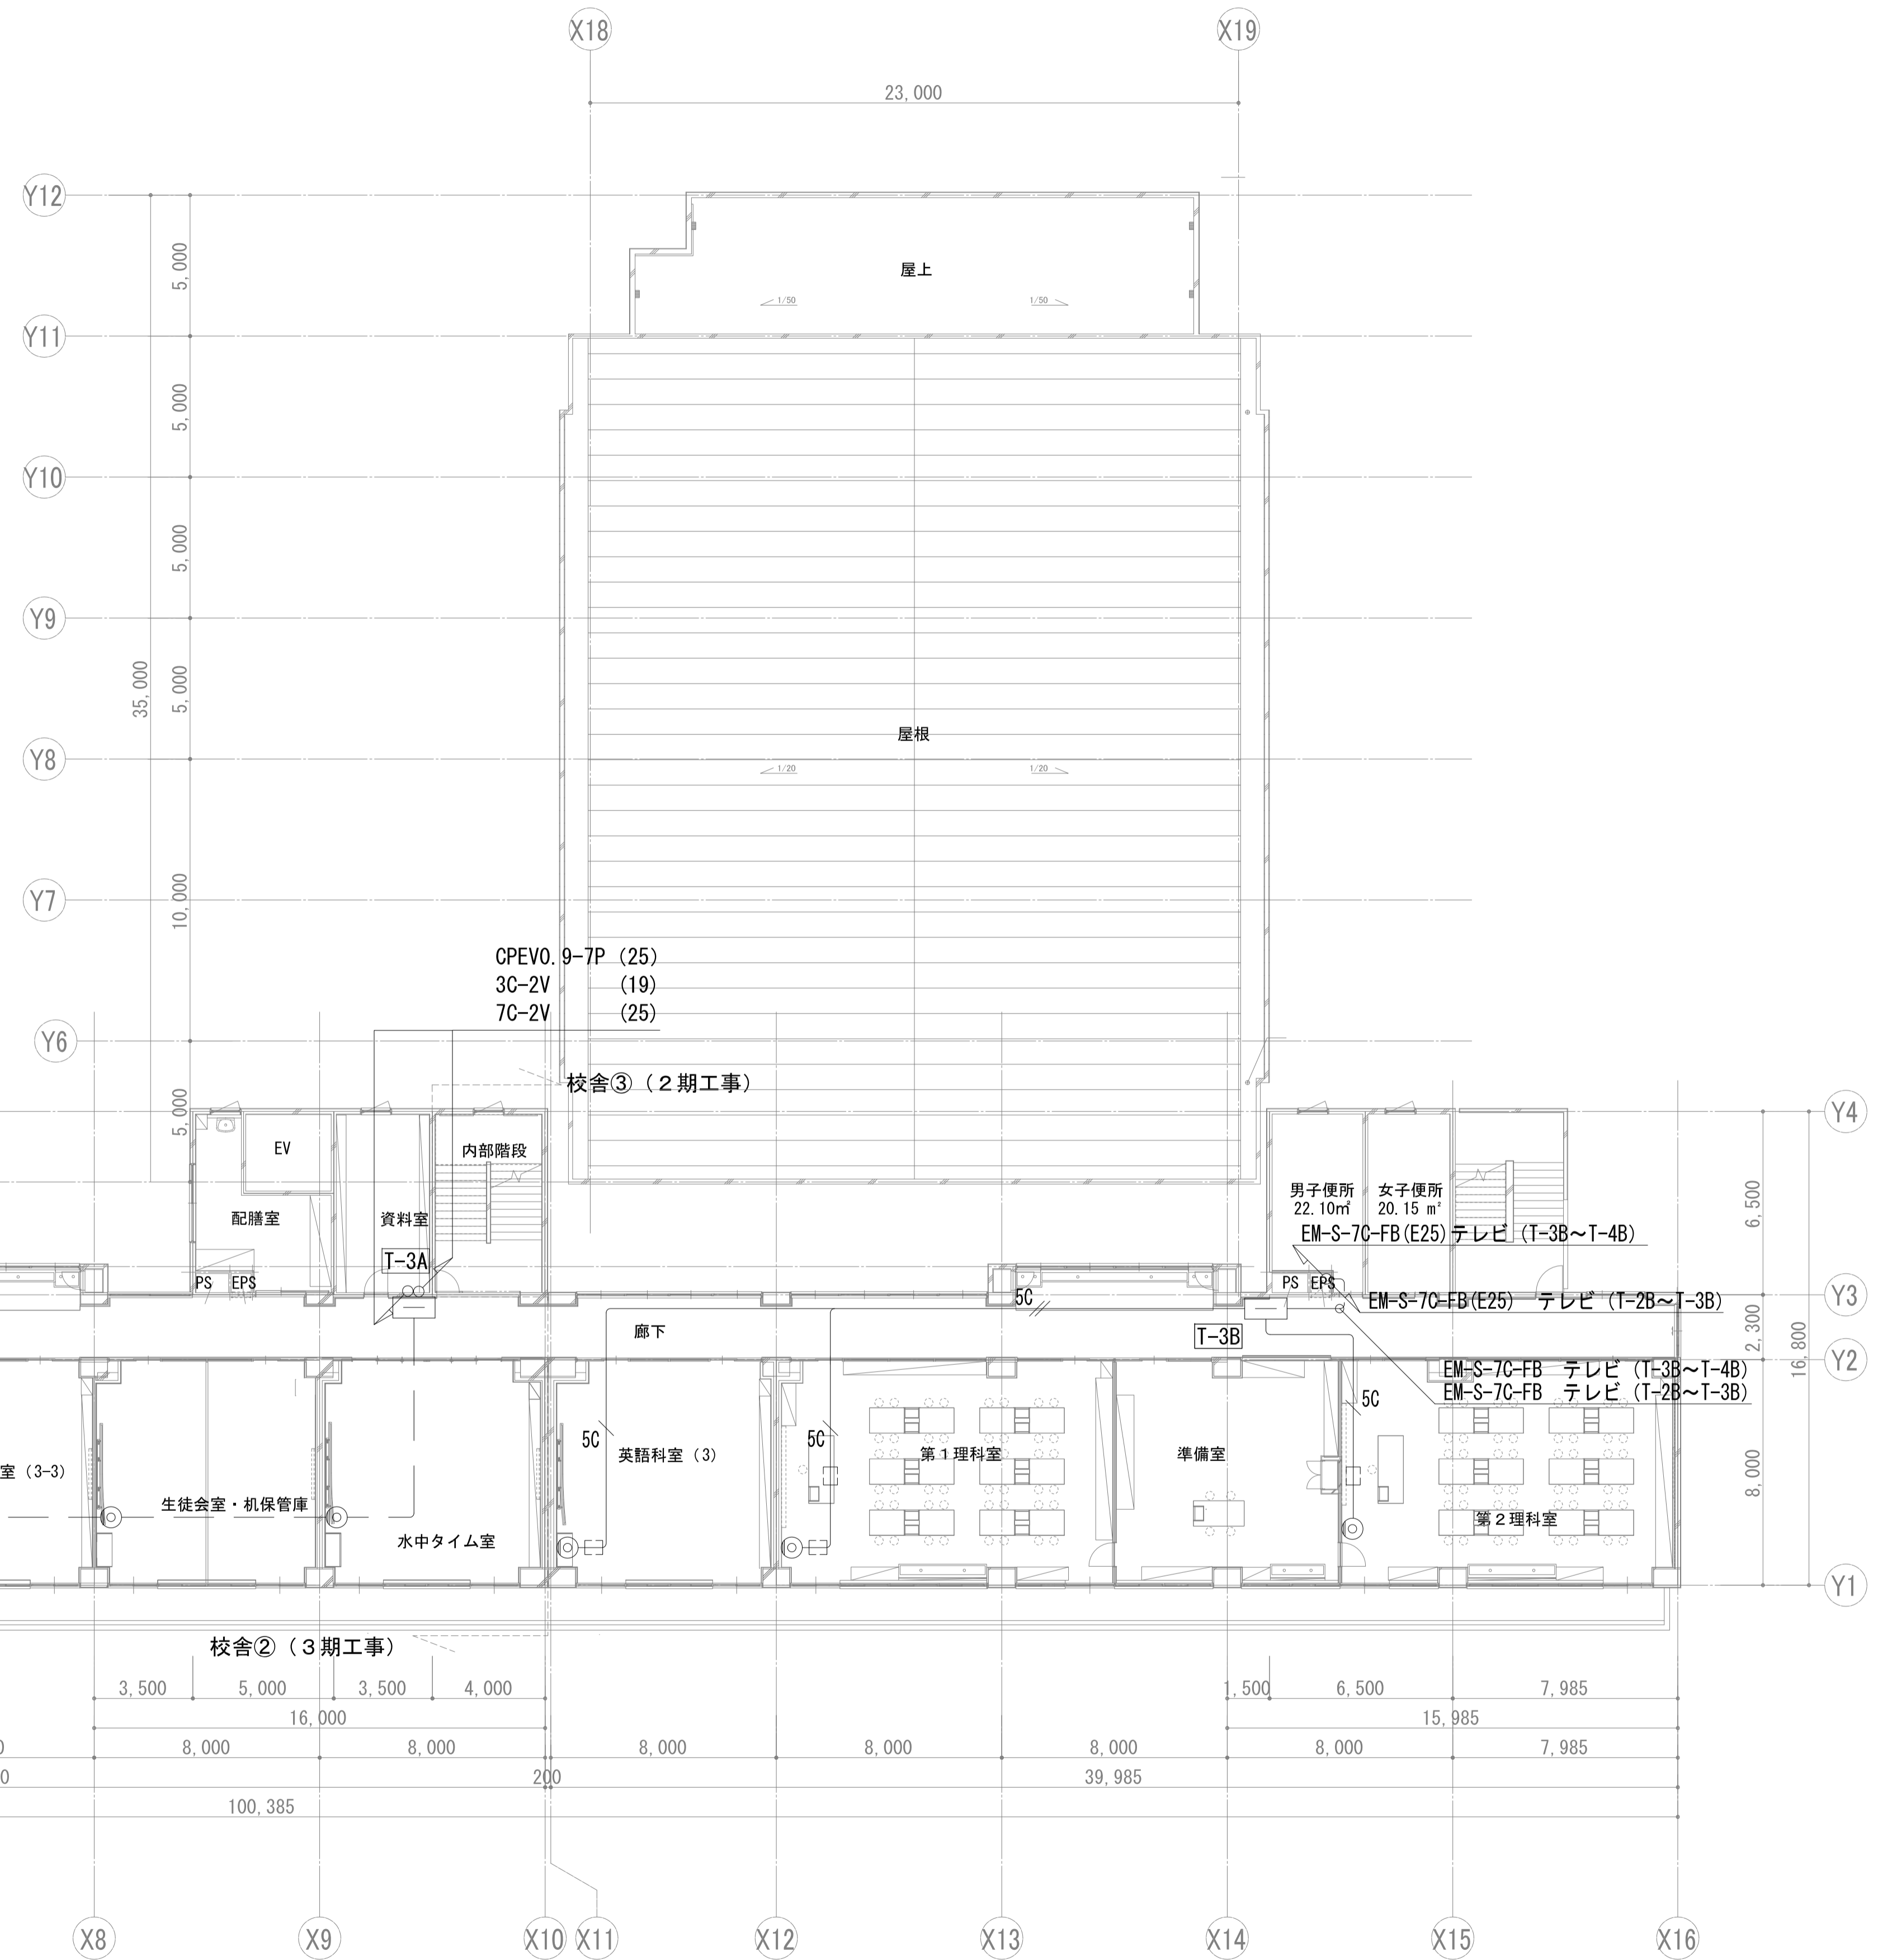 X18
X19
23,000
Y12
5,000
屋上
1/50
1/50
Y11
5,000
Y10
5,000
Y9
35,000
5,000
屋根
Y8
1/20
1/20
10,000
Y7
CPEV0.9-7P (25)
3C-2V (19)
7C-2V (25)
Y6
校舎③（２期工事）
5,000
Y4
EV
内部階段
男子便所
22.10㎡
女子便所
20.15 ㎡
6,500
配膳室
資料室
EM-S-7C-FB(E25)テレビ (T-3B～T-4B)
T-3A
PS
EPS
PS
EPS
5C
EM-S-7C-FB(E25) テレビ (T-2B～T-3B)
Y3
廊下
T-3B
2,300
16,800
Y2
EM-S-7C-FB テレビ (T-3B～T-4B)
EM-S-7C-FB テレビ (T-2B～T-3B)
5C
5C
5C
英語科室（3）
第１理科室
準備室
室（3-3）
8,000
生徒会室・机保管庫
水中タイム室
第２理科室
Y1
校舎②（３期工事）
3,500
5,000
3,500
4,000
1,500
6,500
7,985
16,000
15,985
0
8,000
8,000
8,000
8,000
8,000
8,000
7,985
0
200
39,985
100,385
X8
X9
X10
X11
X12
X13
X14
X15
X16